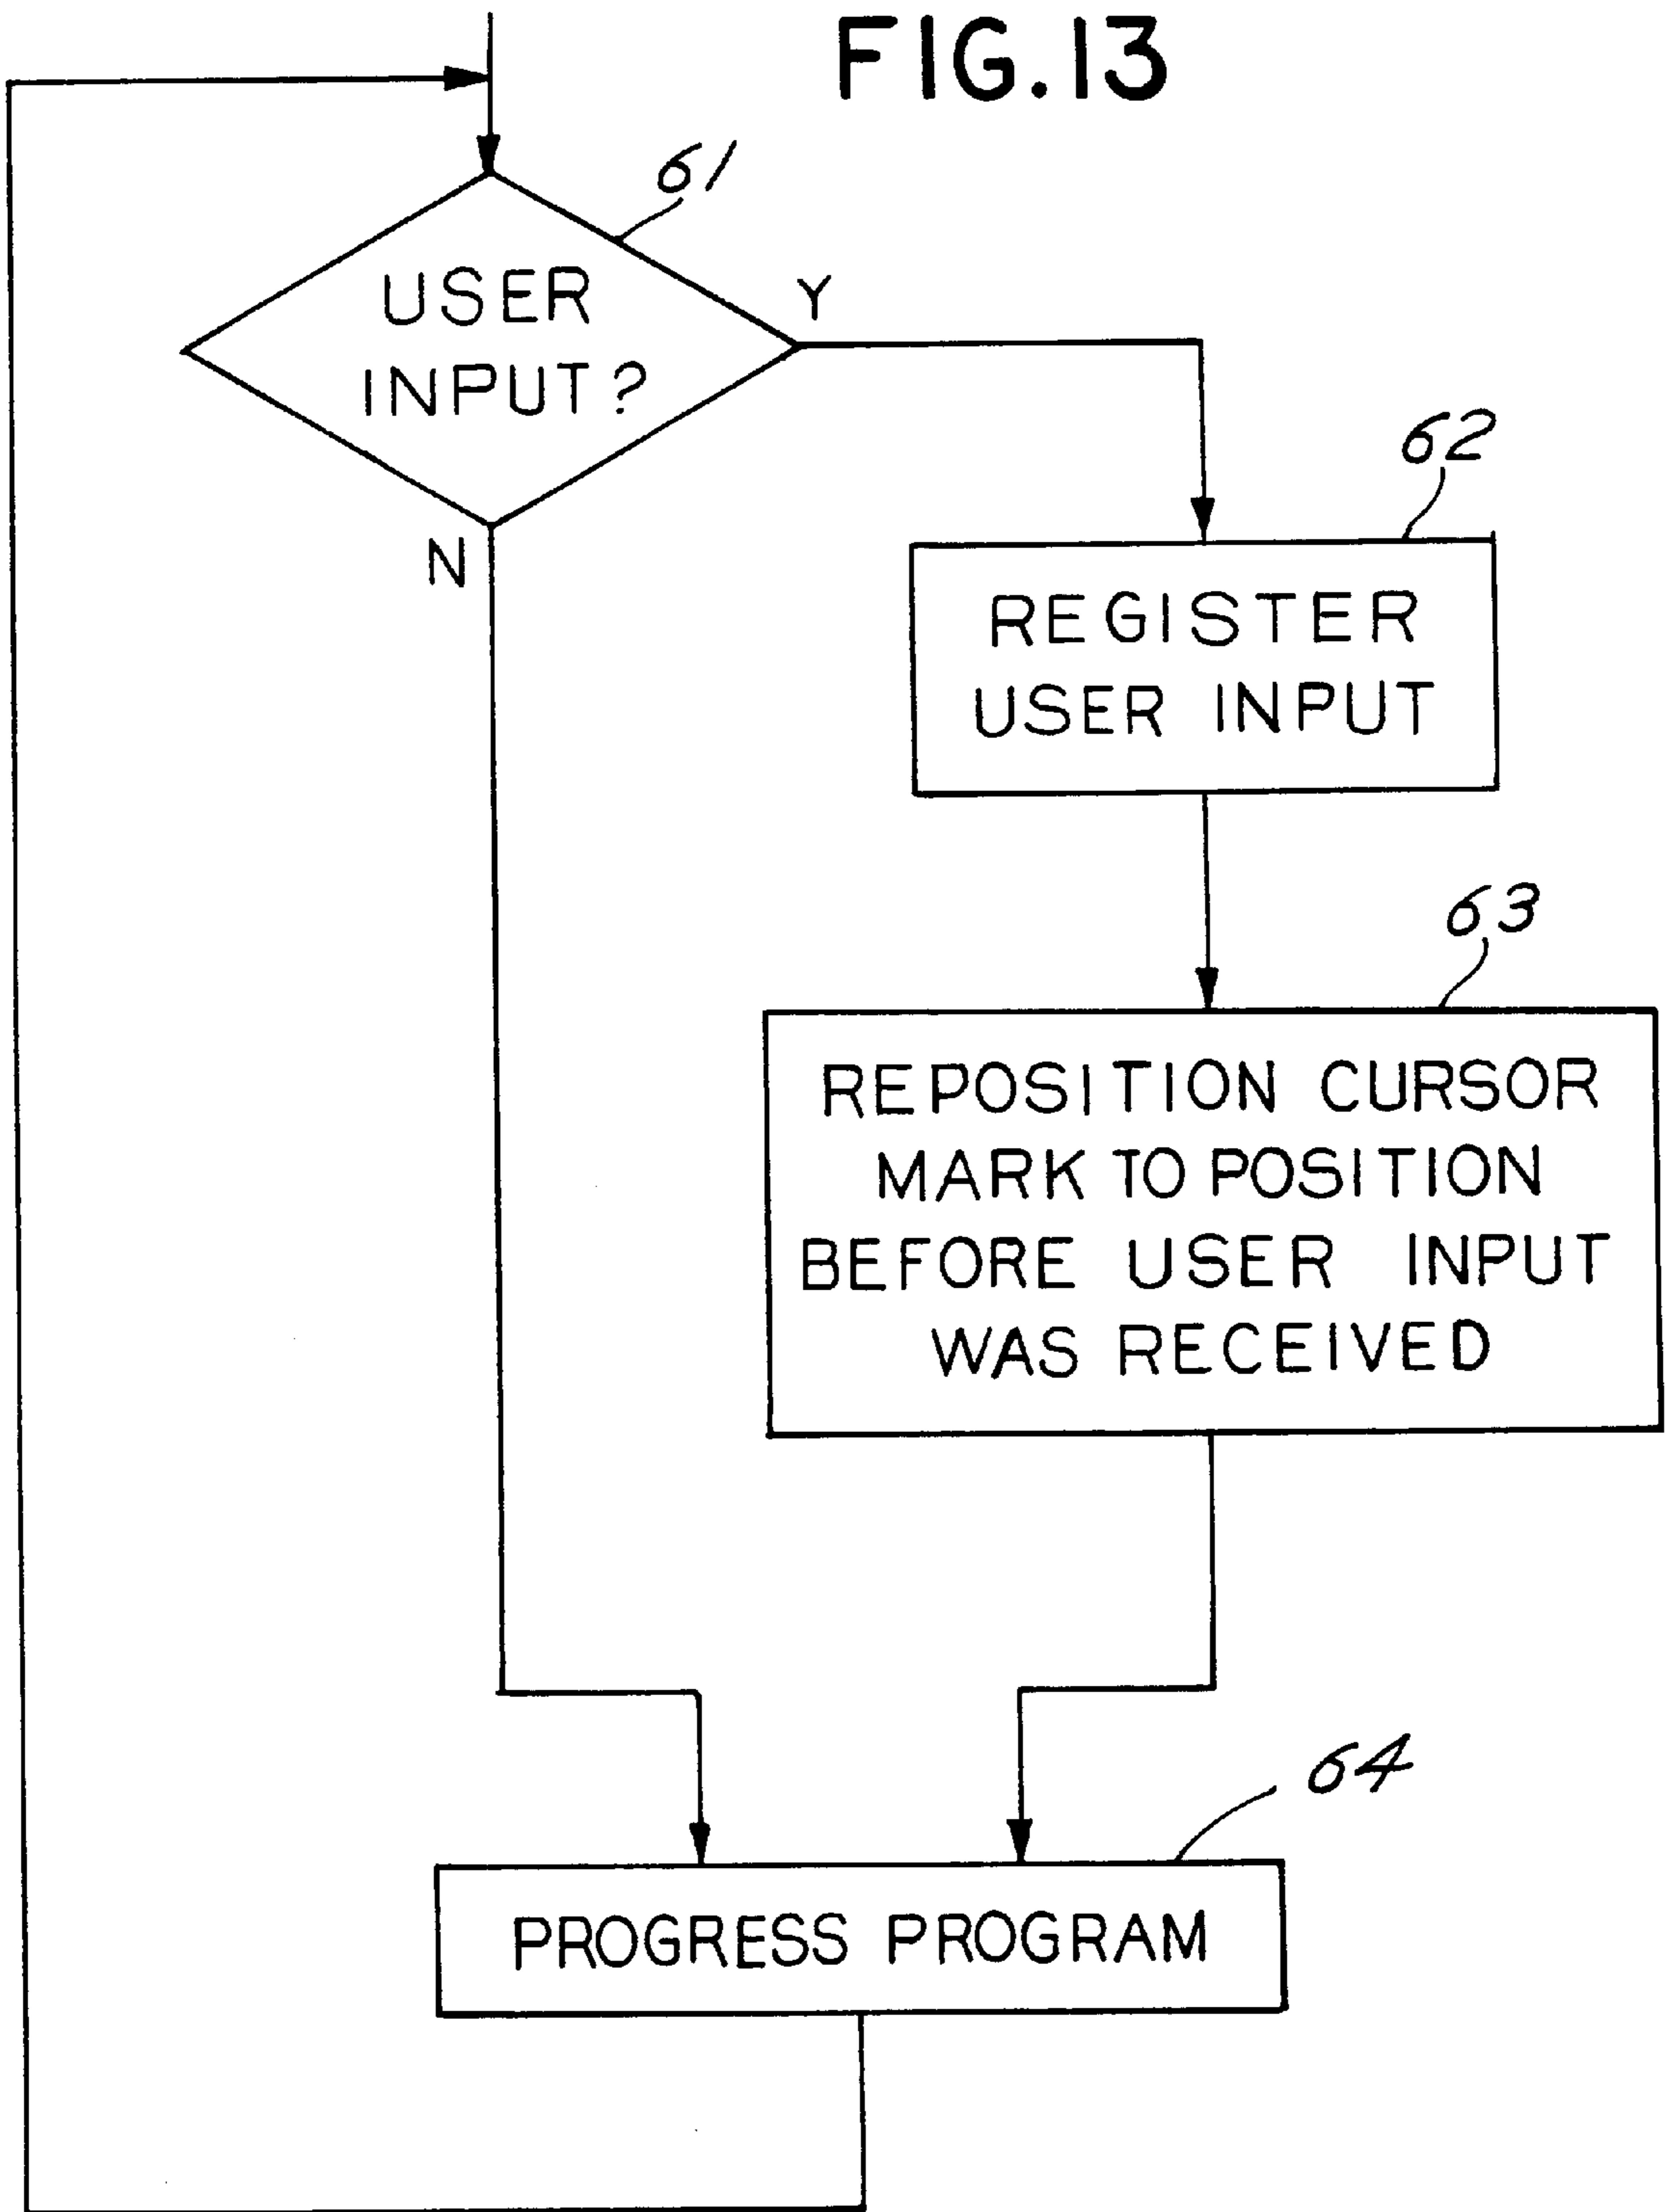 FIG.13
61
USER
INPUT?
Y
N
62
REGISTER
USER INPUT
63
REPOSITION CURSOR
MARK TO POSITION
BEFORE USER INPUT
WAS RECEIVED
64
PROGRESS PROGRAM